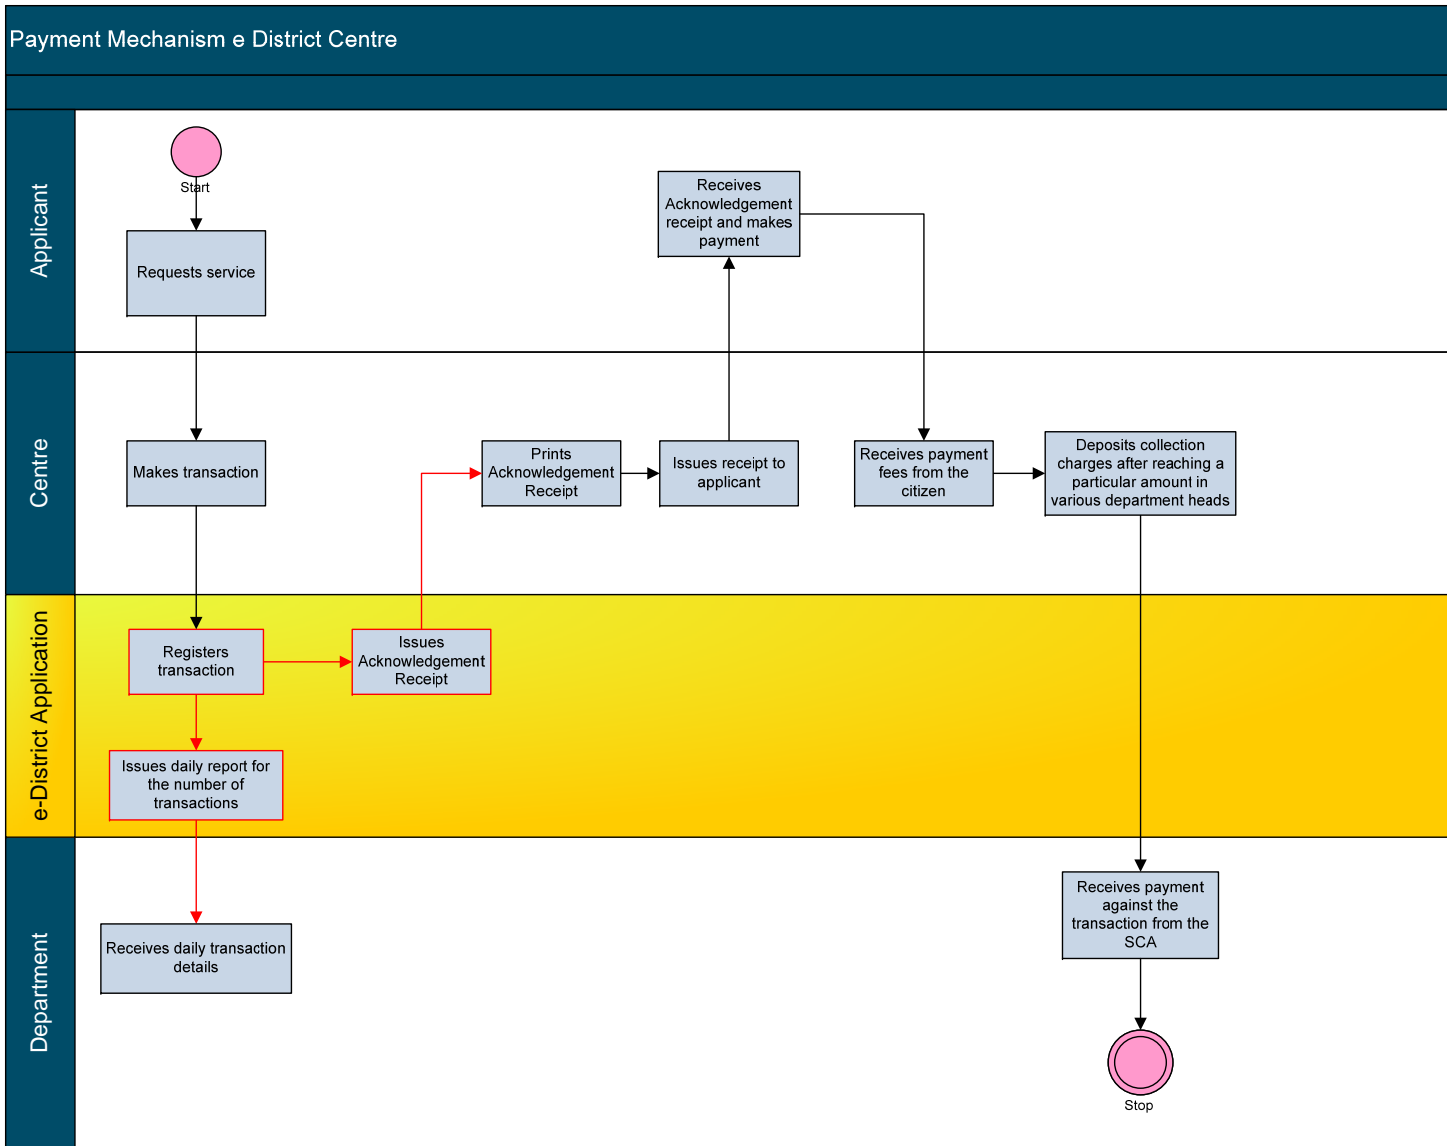 Payment Mechanism e District Centre
Applicant
Start
Requests service
Receives
Acknowledgement
receipt and makes
payment
Centre
Makes transaction
Prints
Acknowledgement
Receipt
Issues receipt to
applicant
Receives payment
fees from the
citizen
Deposits collection
charges after reaching a
particular amount in
various department heads
e-District Application
Registers
transaction
Issues
Acknowledgement
Receipt
Issues daily report for
the number of
transactions
Department
Receives daily transaction
details
Receives payment
against the
transaction from the
SCA
Stop